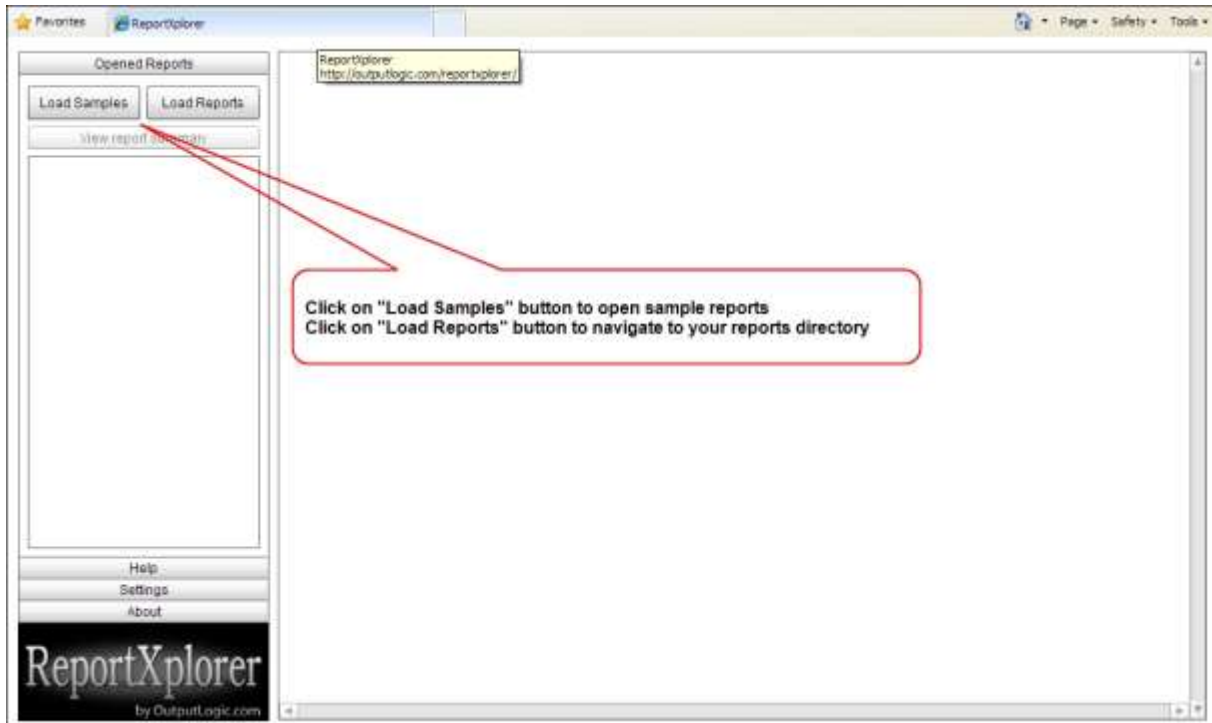 Favorites
ReportXplorer
Page
Safety
Tools
ReportXplorer
http://outputlogic.com/reportxplorer/
Opened Reports
Load Samples
Load Reports
View report summary
Click on "Load Samples" button to open sample reports
Click on "Load Reports" button to navigate to your reports directory
Help
Settings
About
ReportXplorer
by OutputLogic.com